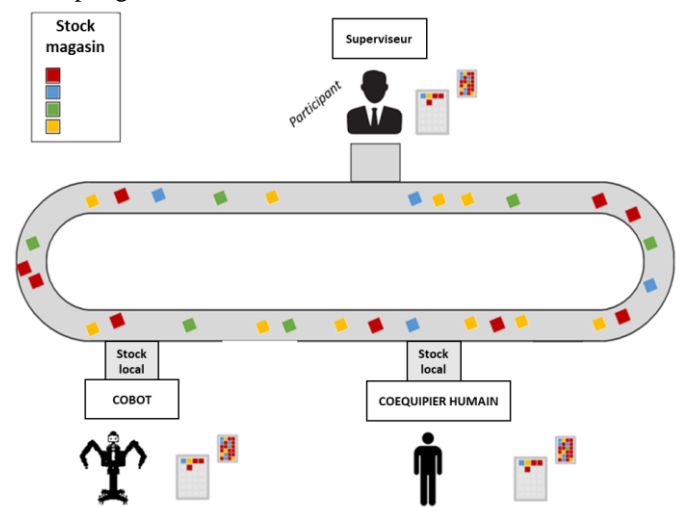 Stock
magasin
Superviseur
Participant
Stock
local
COBOT
Stock
local
COEQUIPIER HUMAIN